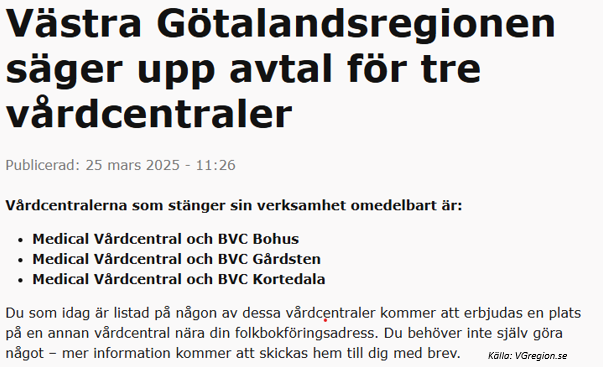 Västra Götalandsregionen
säger upp avtal för tre
vårdcentraler
Publicerad: 25 mars 2025 - 11:26
Vårdcentralerna som stänger sin verksamhet omedelbart är:
• Medical Vårdcentral och BVC Bohus
• Medical Vårdcentral och BVC Gårdsten
• Medical Vårdcentral och BVC Kortedala
Du som idag är listad på någon av dessa vårdcentraler kommer att erbjudas en plats
på en annan vårdcentral nära din folkbokföringsadress. Du behöver inte själv göra
något – mer information kommer att skickas hem till dig med brev. Källa: VGregion.se